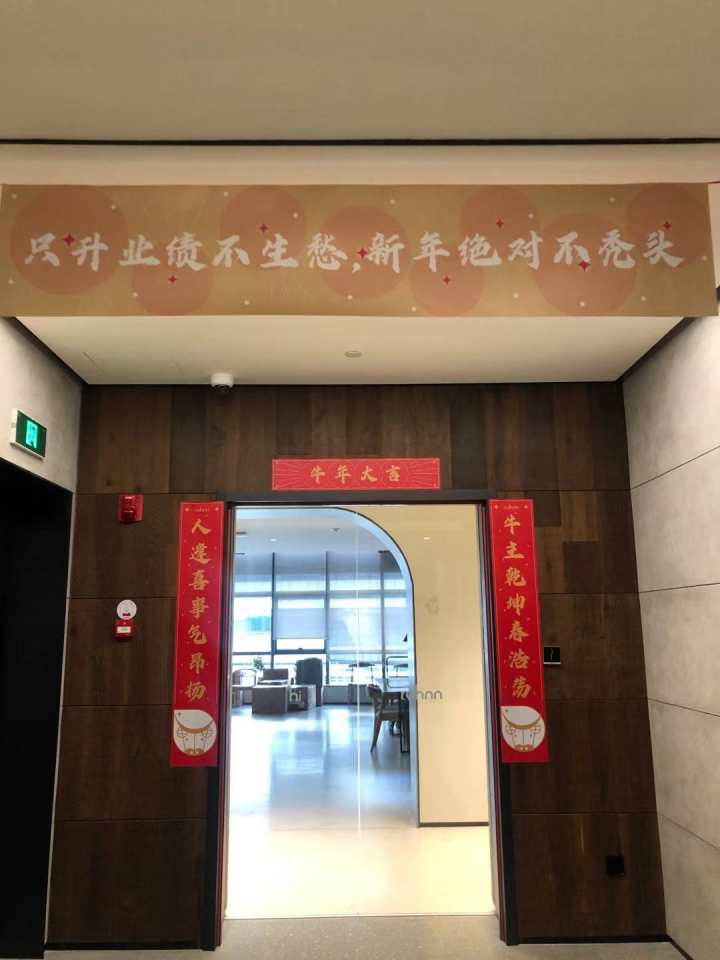 只升业绩不生愁,新年绝对不秃头
牛年大吉
牛主乾坤春浩荡
人逢喜事气昂扬